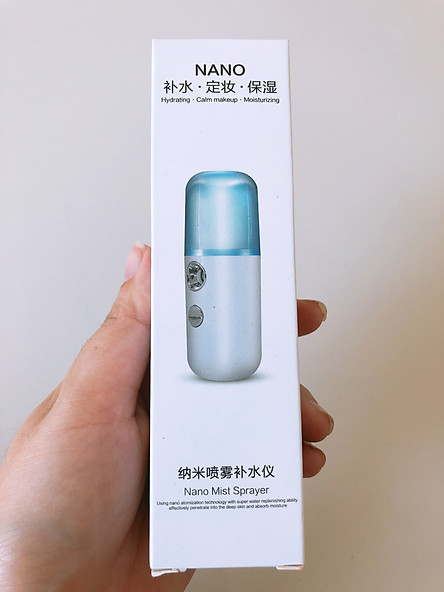 NANO
补水·定妆·保湿
Hydrating · Calm makeup · Moisturizing
纳米喷雾补水仪
Nano Mist Sprayer
Using nano atomization technology with super water replenishing ability
effectively penetrate into the deep skin and absorb moisture